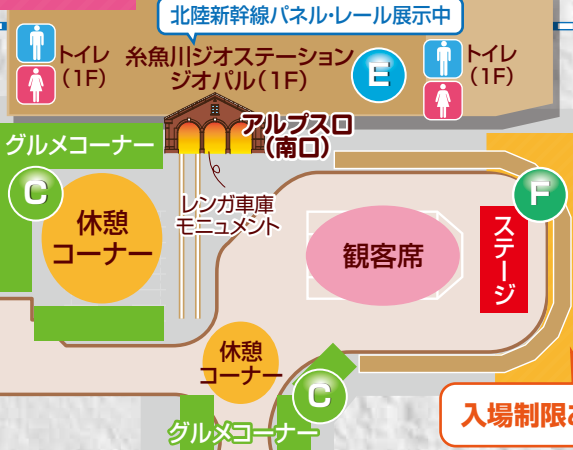 北陸新幹線パネル・レール展示中
トイレ
(1F)
糸魚川ジオステーション
ジオパル(1F)
E
トイレ
(1F)
アルプス口
(南口)
グルメコーナー
C
休憩
コーナー
レンガ車庫
モニュメント
観客席
F
ステージ
休憩
コーナー
C
グルメコーナー
入場制限